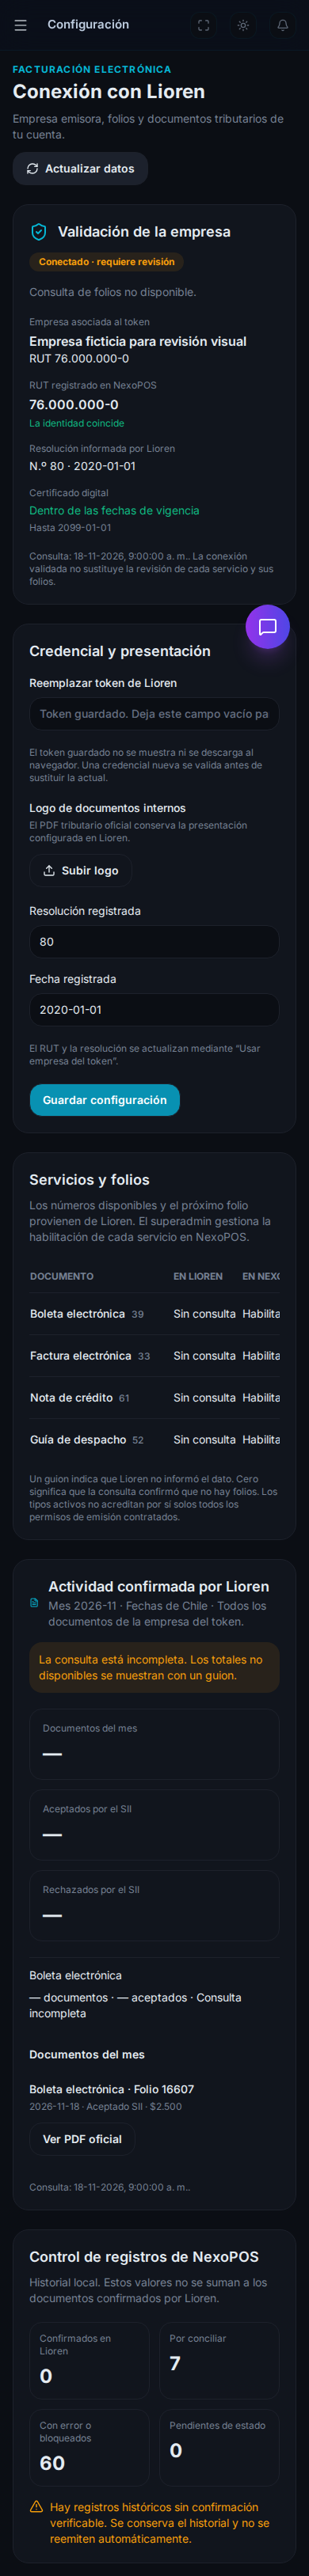 Configuración
FACTURACIÓN ELECTRÓNICA
Conexión con Lioren
Empresa emisora, folios y documentos tributarios de
tu cuenta.
Actualizar datos
Validación de la empresa
Conectado · requiere revisión
Consulta de folios no disponible.
Empresa asociada al token
Empresa ficticia para revisión visual
RUT 76.000.000-0
RUT registrado en NexoPOS
76.000.000-0
La identidad coincide
Resolución informada por Lioren
N.º 80 · 2020-01-01
Certificado digital
Dentro de las fechas de vigencia
Hasta 2099-01-01
Consulta: 18-11-2026, 9:00:00 a. m.. La conexión
validada no sustituye la revisión de cada servicio y sus
folios.
Credencial y presentación
Reemplazar token de Lioren
Token guardado. Deja este campo vacío pa
El token guardado no se muestra ni se descarga al
navegador. Una credencial nueva se valida antes de
sustituir la actual.
Logo de documentos internos
El PDF tributario oficial conserva la presentación
configurada en Lioren.
Subir logo
Resolución registrada
80
Fecha registrada
2020-01-01
El RUT y la resolución se actualizan mediante “Usar
empresa del token”.
Guardar configuración
Servicios y folios
Los números disponibles y el próximo folio
provienen de Lioren. El superadmin gestiona la
habilitación de cada servicio en NexoPOS.
DOCUMENTO EN LIOREN EN NEXO
Boleta electrónica 39 Sin consulta Habilita
Factura electrónica 33 Sin consulta Habilita
Nota de crédito 61 Sin consulta Habilita
Guía de despacho 52 Sin consulta Habilita
Un guion indica que Lioren no informó el dato. Cero
significa que la consulta confirmó que no hay folios. Los
tipos activos no acreditan por sí solos todos los
permisos de emisión contratados.
Actividad confirmada por Lioren
Mes 2026-11 · Fechas de Chile · Todos los
documentos de la empresa del token.
La consulta está incompleta. Los totales no
disponibles se muestran con un guion.
Documentos del mes
—
Aceptados por el SII
—
Rechazados por el SII
—
Boleta electrónica
— documentos · — aceptados · Consulta
incompleta
Documentos del mes
Boleta electrónica · Folio 16607
2026-11-18 · Aceptado SII · $2.500
Ver PDF oficial
Consulta: 18-11-2026, 9:00:00 a. m..
Control de registros de NexoPOS
Historial local. Estos valores no se suman a los
documentos confirmados por Lioren.
Confirmados en
Lioren
0
Por conciliar
7
Con error o
bloqueados
60
Pendientes de estado
0
Hay registros históricos sin confirmación
verificable. Se conserva el historial y no se
reemiten automáticamente.